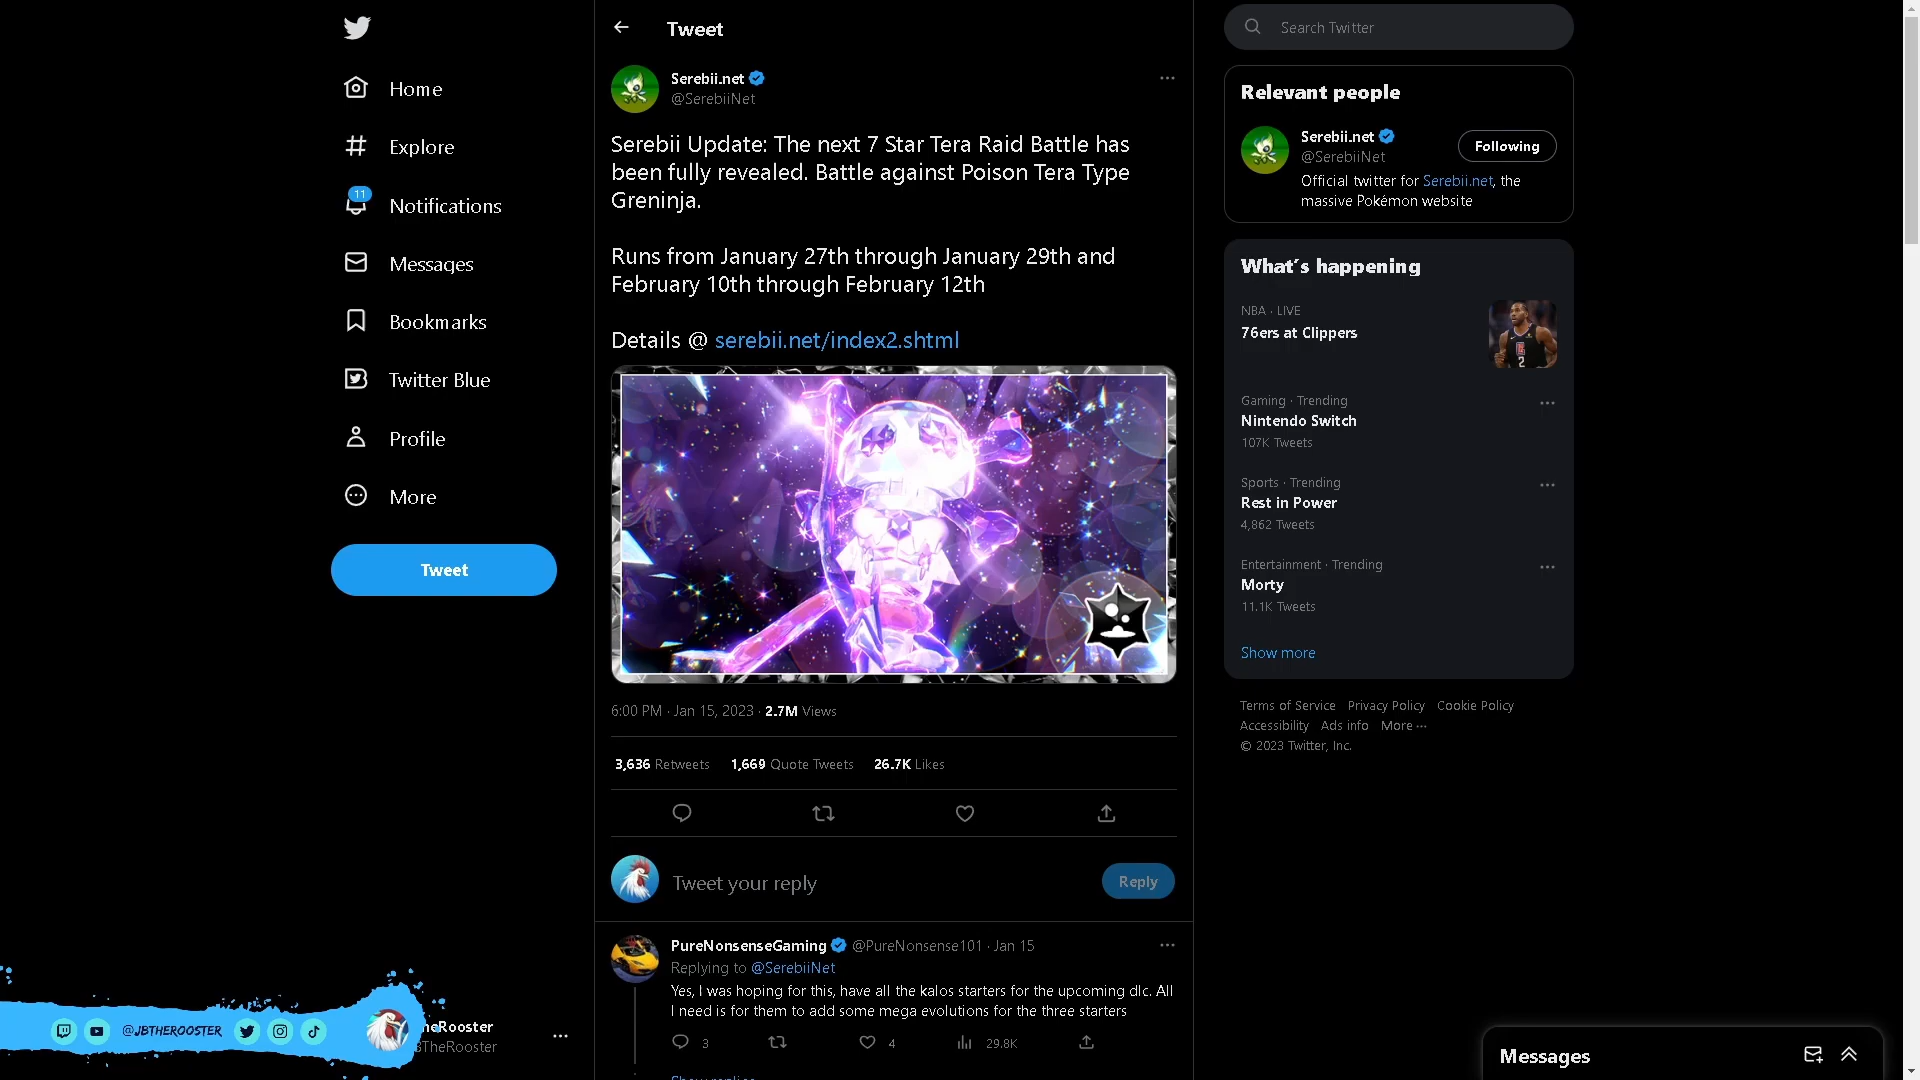 Home
Explore
11
Notifications
Messages
Bookmarks
Twitter Blue
Profile
More
Tweet
@JBTHEROOSTER
heRooster
BTheRooster
Tweet
Serebii.net
@SerebiiNet
Serebii Update: The next 7 Star Tera Raid Battle has
been fully revealed. Battle against Poison Tera Type
Greninja.
Runs from January 27th through January 29th and
February 10th through February 12th
Details @ serebii.net/index2.shtml
6:00 PM · Jan 15, 2023 · 2.7M Views
3,636 Retweets 1,669 Quote Tweets 26.7K Likes
Tweet your reply
Reply
PureNonsenseGaming @PureNonsense101 · Jan 15
Replying to @SerebiiNet
Yes, I was hoping for this, have all the kalos starters for the upcoming dlc. All
I need is for them to add some mega evolutions for the three starters
3 4 29.8K
Show replies
Search Twitter
Relevant people
Serebii.net
@SerebiiNet
Following
Official twitter for Serebii.net, the
massive Pokémon website
What's happening
NBA · LIVE
76ers at Clippers
2
Gaming · Trending
Nintendo Switch
107K Tweets
Sports · Trending
Rest in Power
4,862 Tweets
Entertainment · Trending
Morty
11.1K Tweets
Show more
Terms of Service Privacy Policy Cookie Policy
Accessibility Ads info More ···
© 2023 Twitter, Inc.
Messages